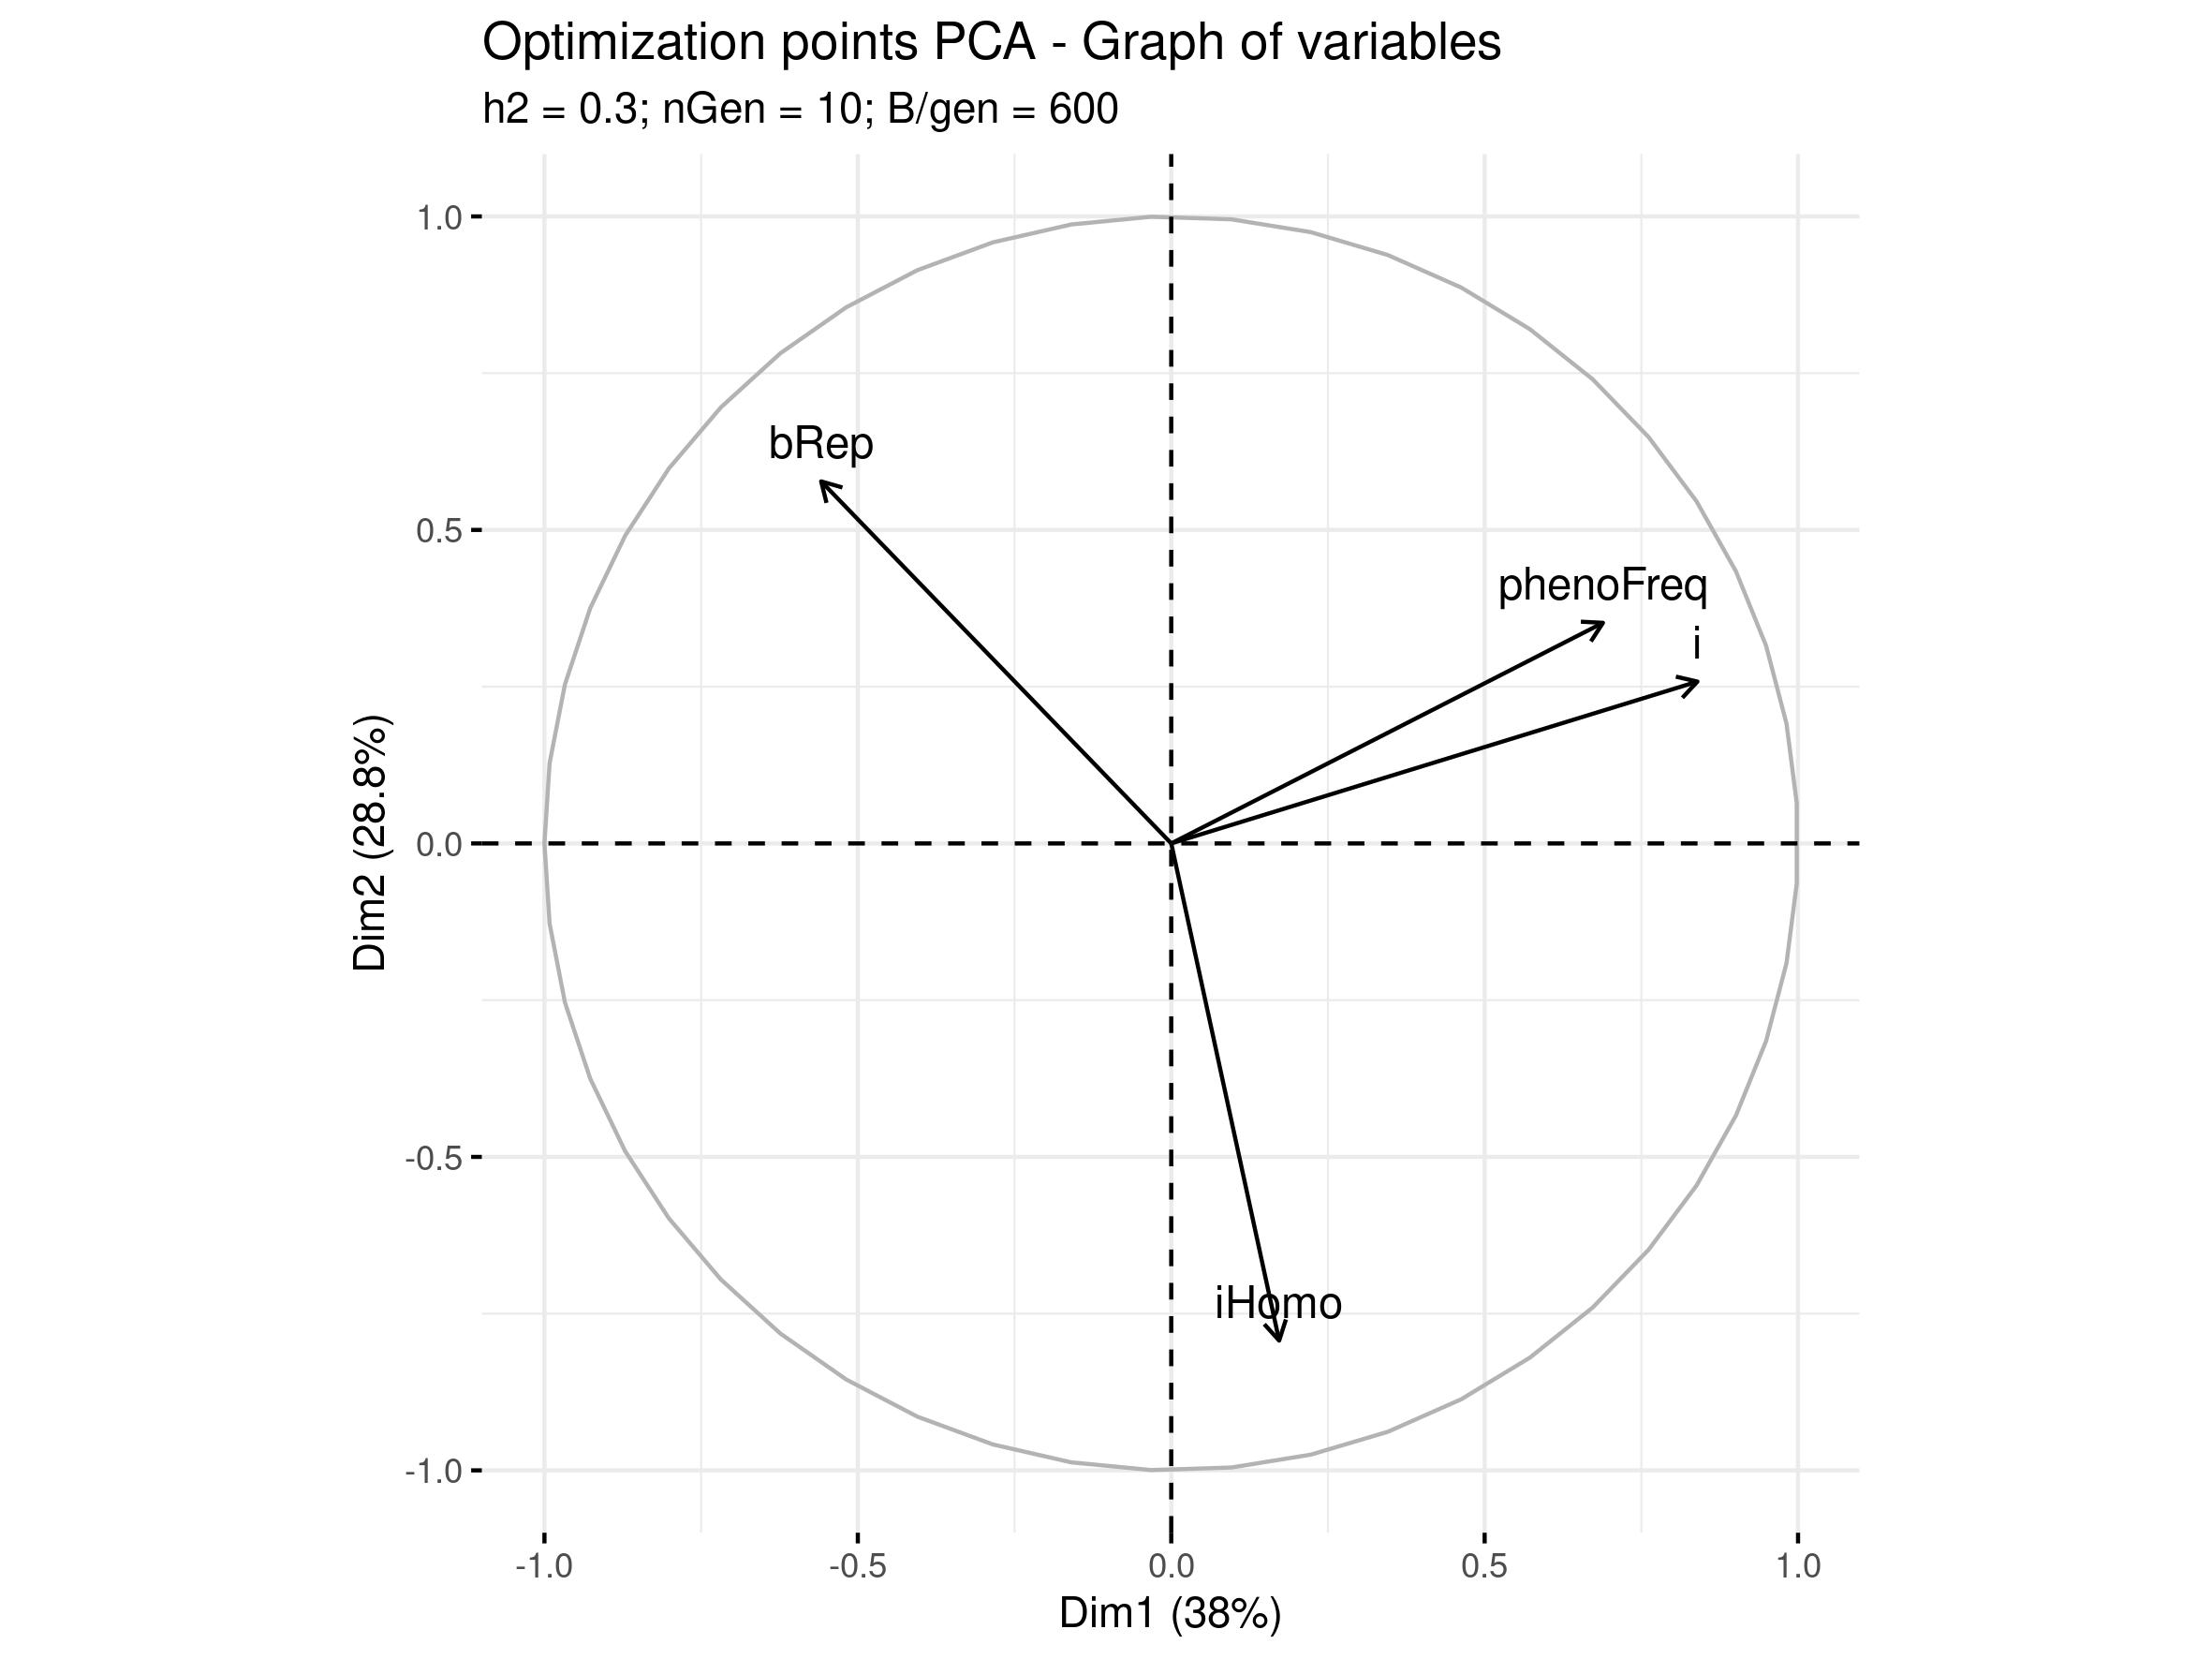 Optimization points PCA - Graph of variables
h2 = 0.3; nGen = 10; B/gen = 600
1.0
0.5
0.0
-0.5
-1.0
Dim2 (28.8%)
bRep
phenoFreq
i
iHomo
-1.0
-0.5
0.0
0.5
1.0
Dim1 (38%)